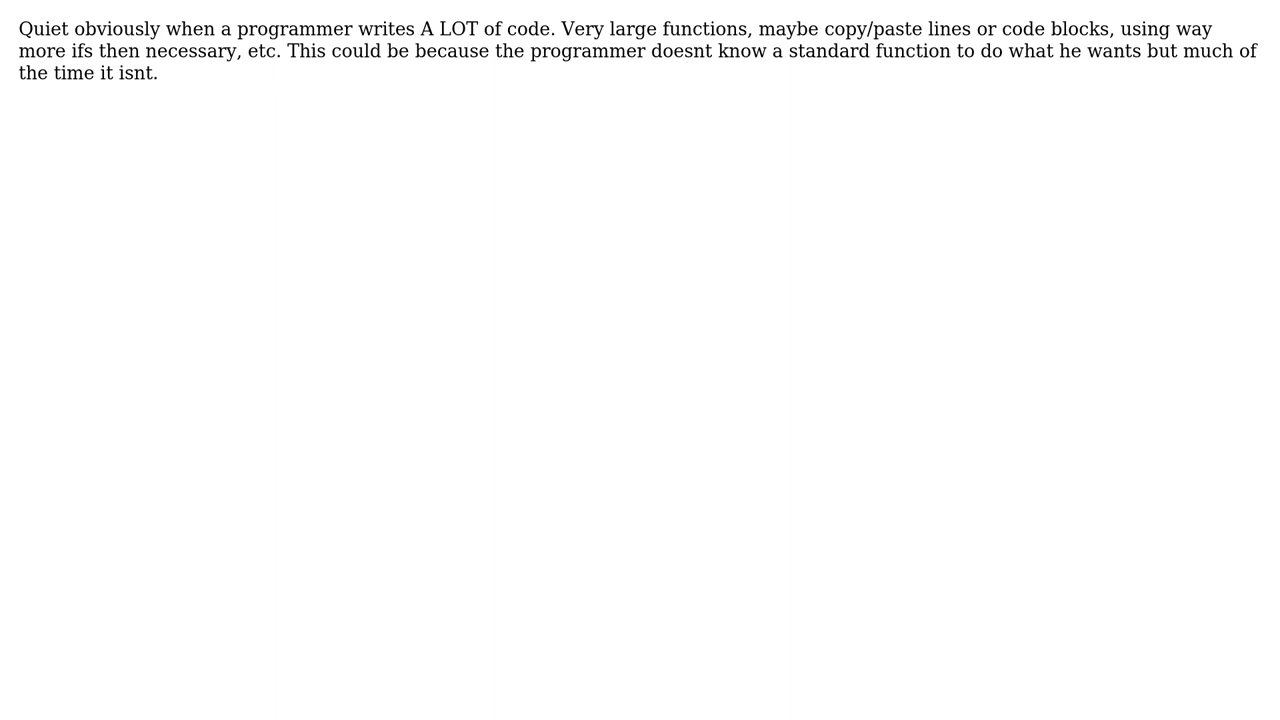 Quiet obviously when a programmer writes A LOT of code. Very large functions, maybe copy/paste lines or code blocks, using way
more ifs then necessary, etc. This could be because the programmer doesnt know a standard function to do what he wants but much of
the time it isnt.